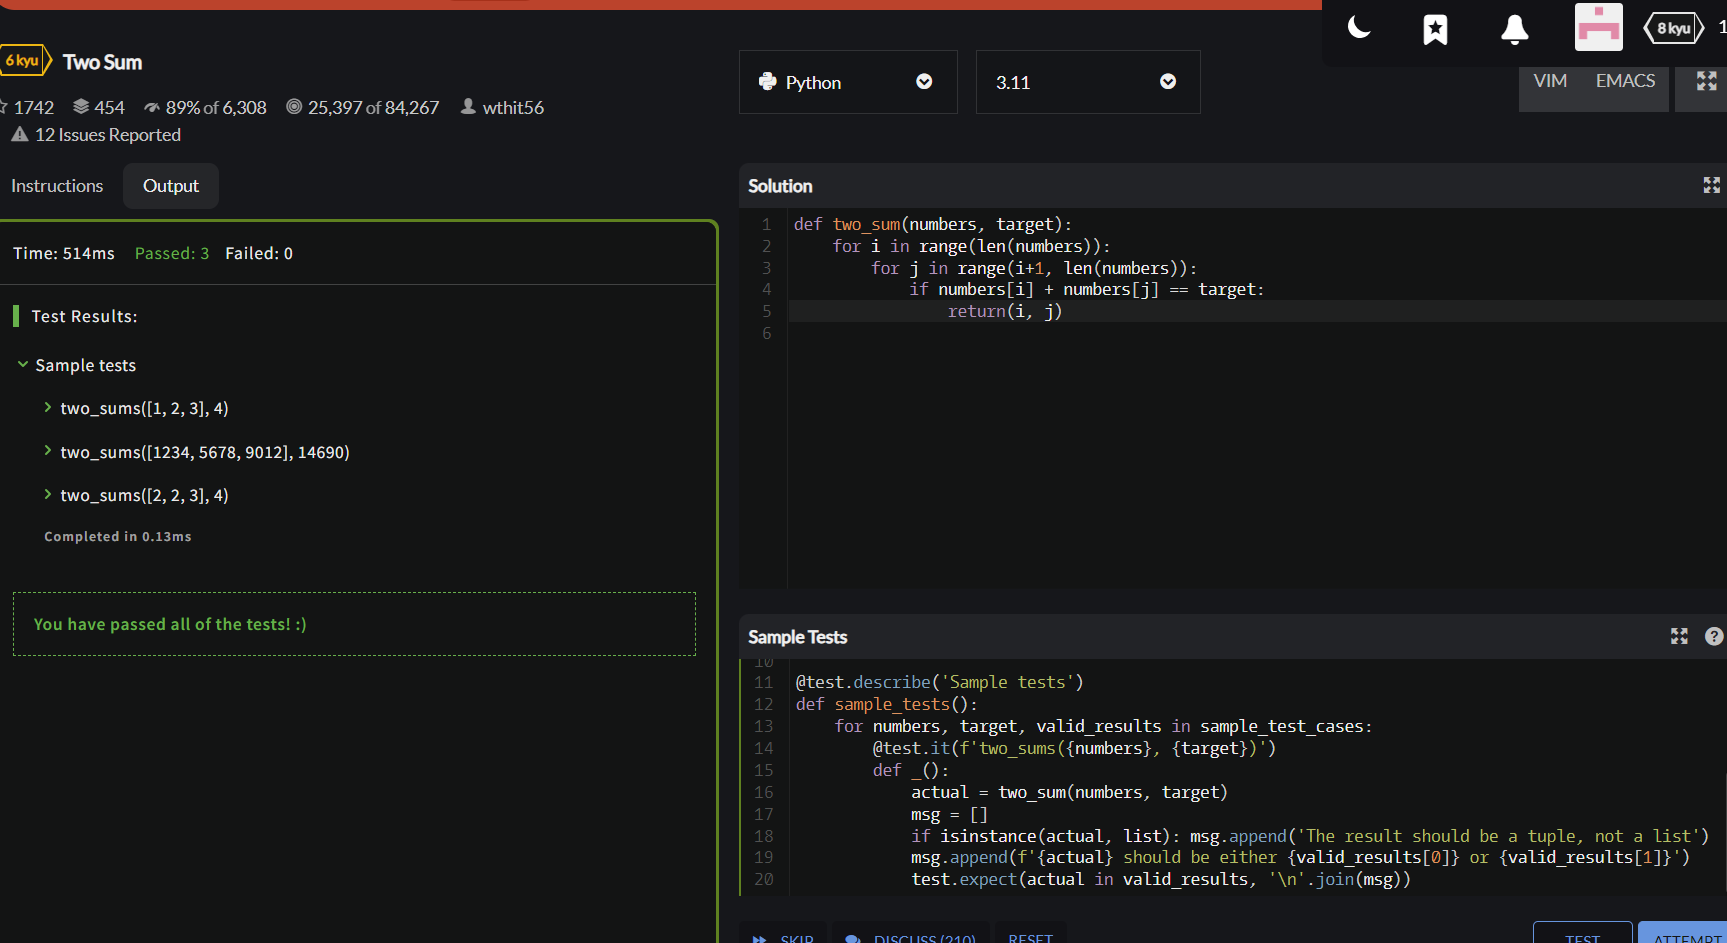 8 kyu
6 kyu Two Sum
1742 454 89% of 6,308 25,397 of 84,267 wthit56
12 Issues Reported
Instructions Output
Time: 514ms Passed: 3 Failed: 0
Test Results:
Sample tests
two_sums([1, 2, 3], 4)
two_sums([1234, 5678, 9012], 14690)
two_sums([2, 2, 3], 4)
Completed in 0.13ms
You have passed all of the tests! :)
Python 3.11 VIM EMACS
Solution
1 def two_sum(numbers, target):
2     for i in range(len(numbers)):
3         for j in range(i+1, len(numbers)):
4             if numbers[i] + numbers[j] == target:
5                 return(i, j)
6
Sample Tests
10
11 @test.describe('Sample tests')
12 def sample_tests():
13     for numbers, target, valid_results in sample_test_cases:
14         @test.it(f'two_sums({numbers}, {target})')
15         def _():
16             actual = two_sum(numbers, target)
17             msg = []
18             if isinstance(actual, list): msg.append('The result should be a tuple, not a list')
19             msg.append(f'{actual} should be either {valid_results[0]} or {valid_results[1]}')
20             test.expect(actual in valid_results, '\n'.join(msg))
SKIP DISCUSS (210) RESET TEST ATTEMPT